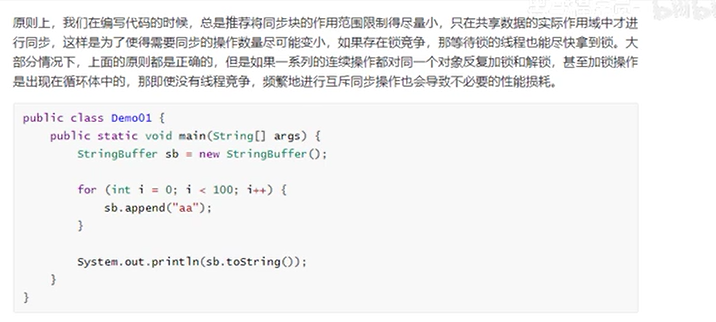 原则上，我们在编写代码的时候，总是推荐将同步块的作用范围限制得尽量小，只在共享数据的实际作用域中才进
行同步，这样是为了使得需要同步的操作数量尽可能变小，如果存在锁竞争，那等待锁的线程也能尽快拿到锁。大
部分情况下，上面的原则都是正确的，但是如果一系列的连续操作都对同一个对象反复加锁和解锁，甚至加锁操作
是出现在循环体中的，那即使没有线程竞争，频繁地进行互斥同步操作也会导致不必要的性能损耗。
public class Demo01 {
    public static void main(String[] args) {
        StringBuffer sb = new StringBuffer();
        for (int i = 0; i < 100; i++) {
            sb.append("aa");
        }
        System.out.println(sb.toString());
    }
}